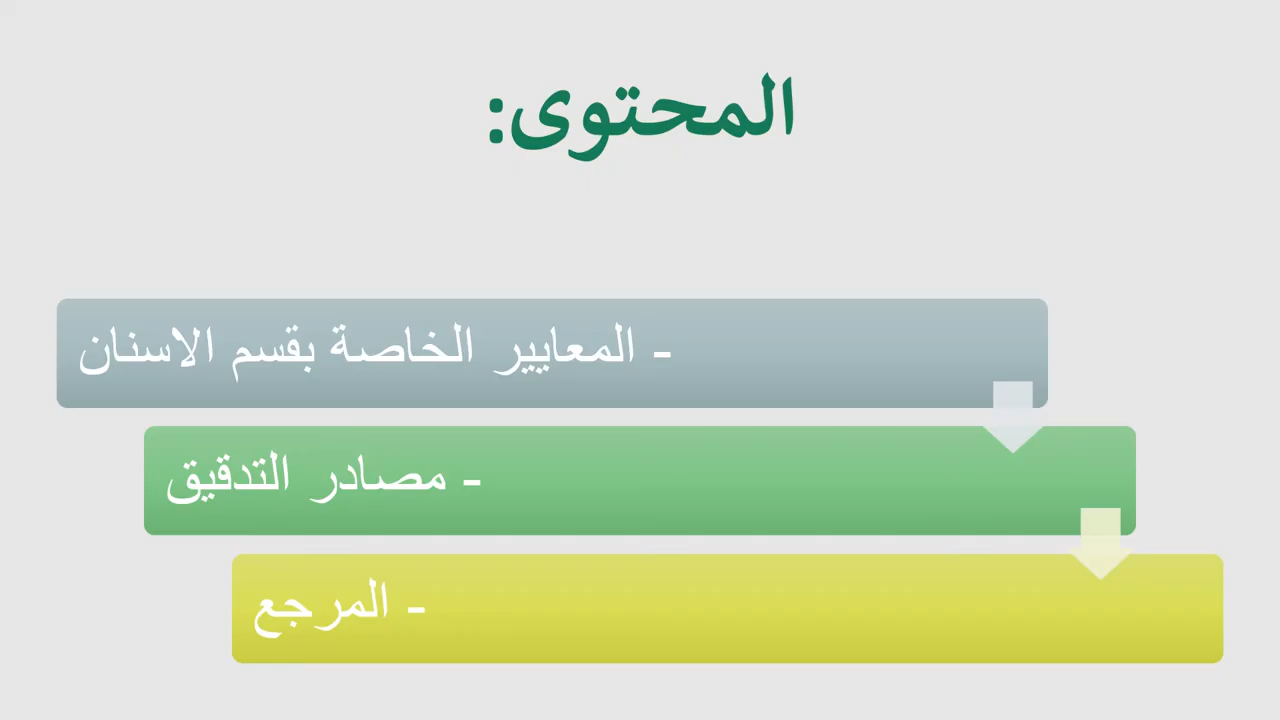 المحتوى:
- المعايير الخاصة بقسم الاسنان
- مصادر التدقيق
- المرجع